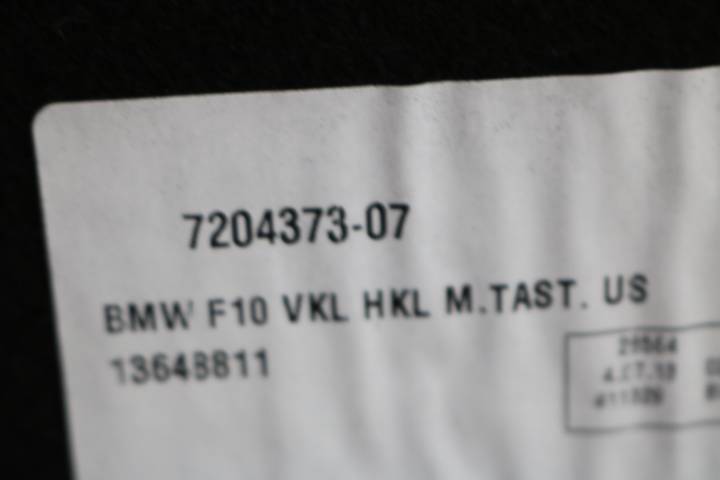 7204373-07
BMW F10 VKL HKL M.TAST. US
13648811